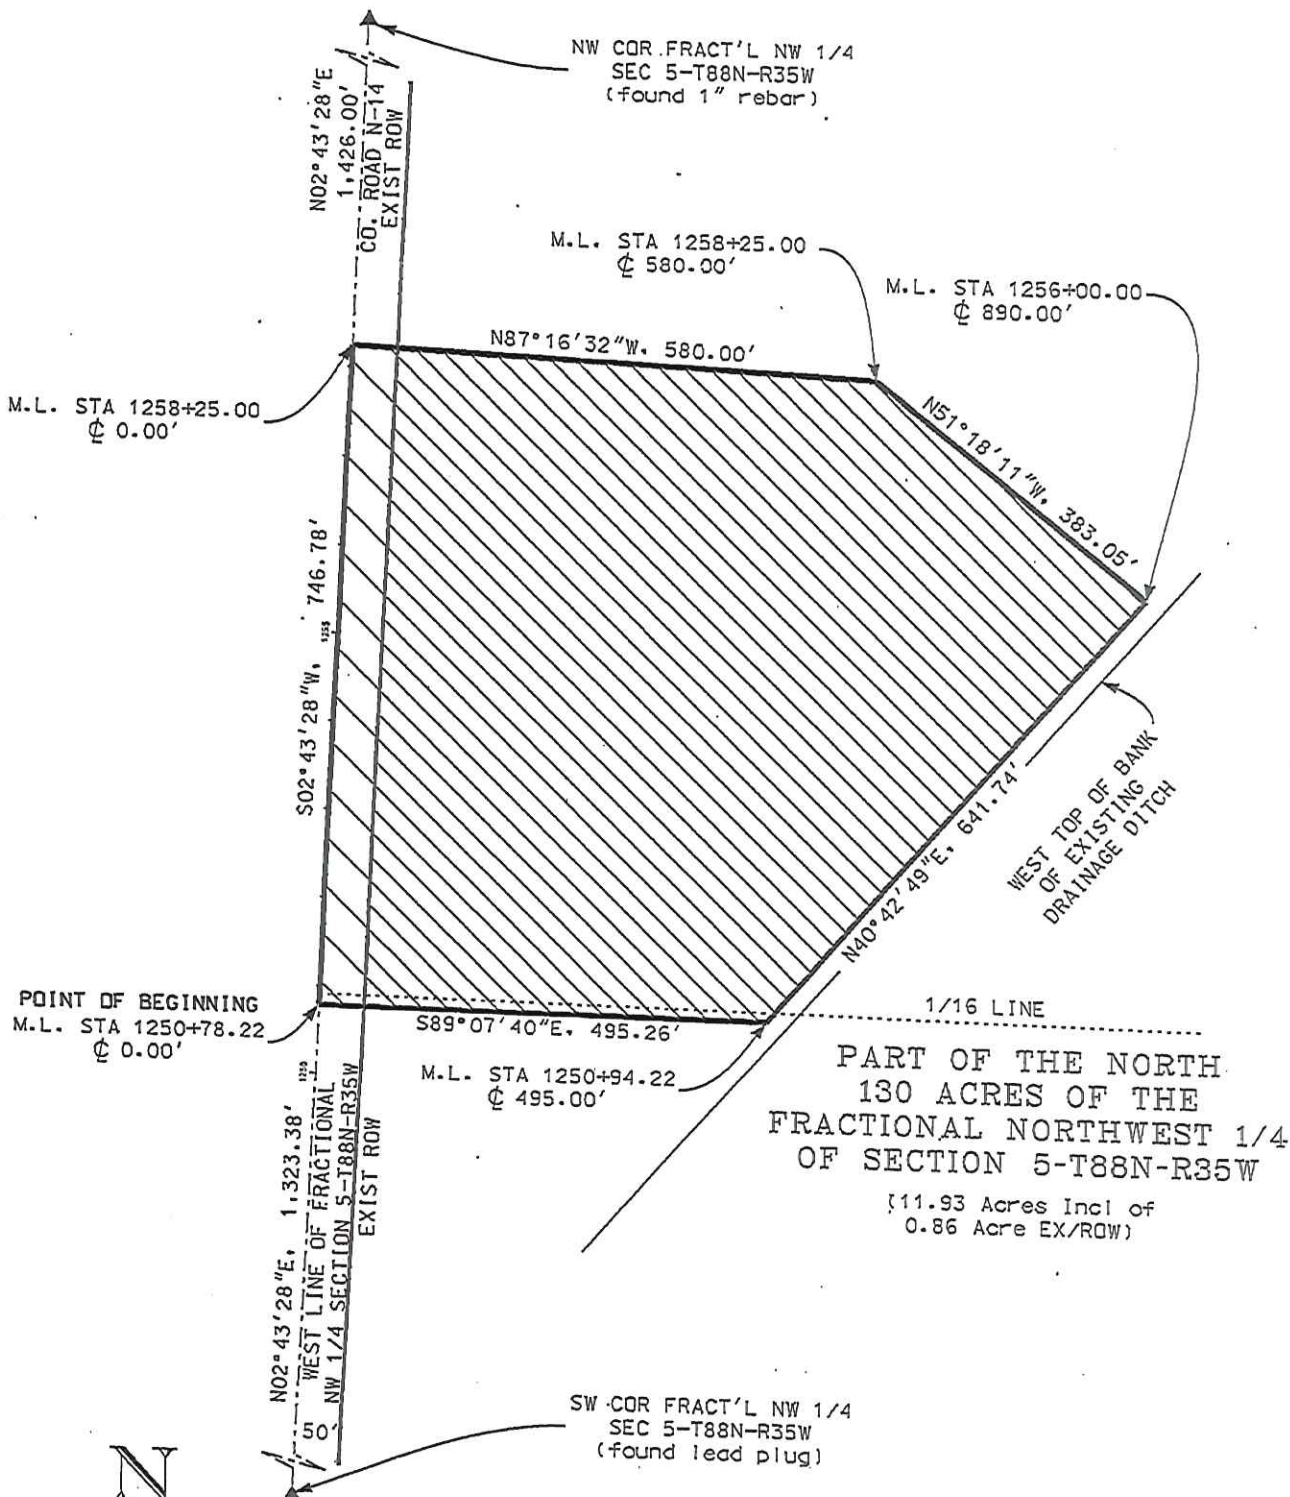 NW COR.FRACT'L NW 1/4
SEC 5-T88N-R35W
(found 1" rebar)
N02°43'28"E
1,426.00'
CO. ROAD N-14
EXIST ROW
M.L. STA 1258+25.00
℄ 580.00'
M.L. STA 1256+00.00
℄ 890.00'
N87°16'32"W, 580.00'
M.L. STA 1258+25.00
℄ 0.00'
N51°18'11"W, 383.05'
S02°43'28"W, 746.78'
1255
WEST TOP OF BANK
OF EXISTING
DRAINAGE DITCH
N40°42'49"E, 641.74'
POINT OF BEGINNING
M.L. STA 1250+78.22
℄ 0.00'
S89°07'40"E, 495.26'
1/16 LINE
M.L. STA 1250+94.22
℄ 495.00'
PART OF THE NORTH
130 ACRES OF THE
FRACTIONAL NORTHWEST 1/4
OF SECTION 5-T88N-R35W
(11.93 Acres Incl of
0.86 Acre EX/ROW)
N02°43'28"E, 1,323.38'
1250
WEST LINE OF FRACTIONAL
NW 1/4 SECTION 5-T88N-R35W
EXIST ROW
50'
SW COR FRACT'L NW 1/4
SEC 5-T88N-R35W
(found lead plug)
N